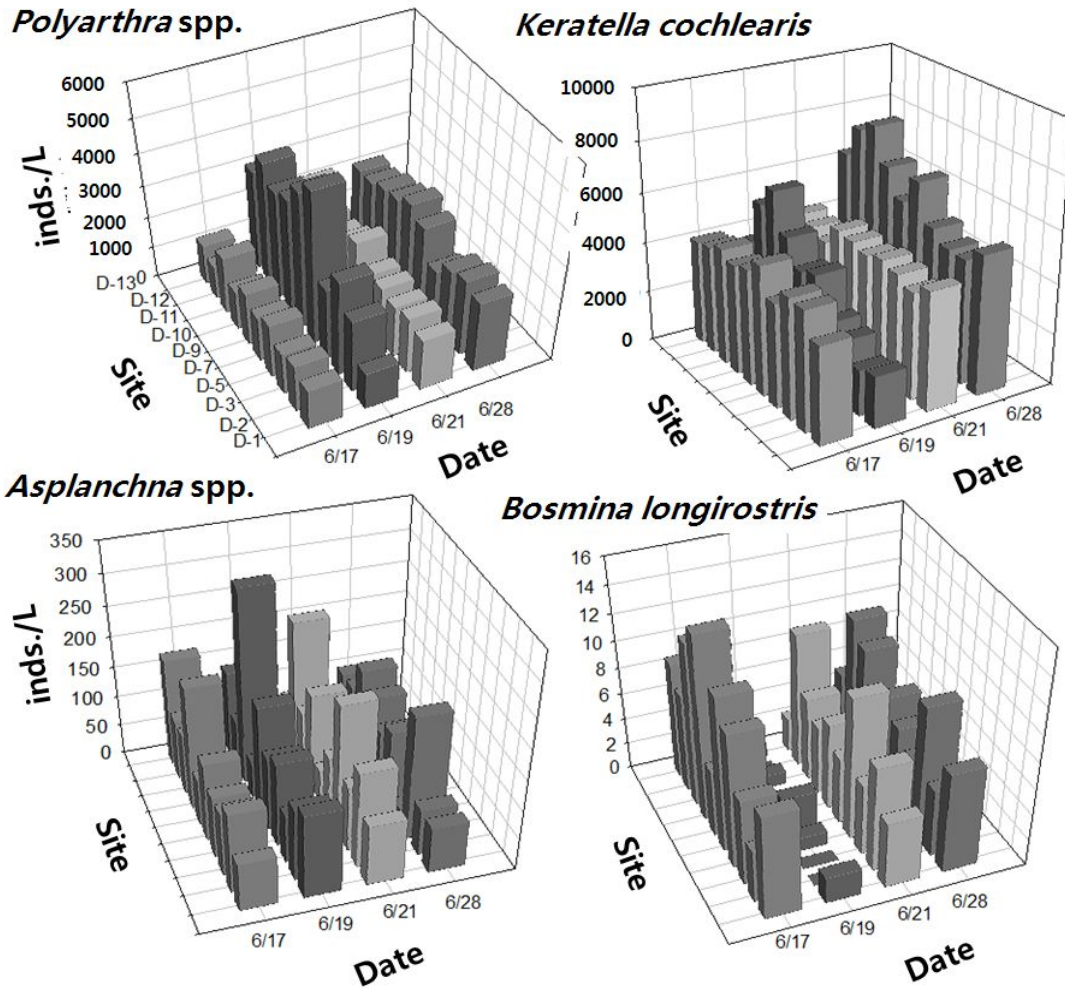 Polyarthra spp.
6000
5000
4000
3000
2000
1000
0
inds./L
D-13
D-12
D-11
D-10
D-9
D-7
D-5
D-3
D-2
D-1
Site
6/17
6/19
6/21
6/28
Date
Keratella cochlearis
10000
8000
6000
4000
2000
0
Site
6/17
6/19
6/21
6/28
Date
Asplanchna spp.
350
300
250
200
150
100
50
0
inds./L
Site
6/17
6/19
6/21
6/28
Date
Bosmina longirostris
16
14
12
10
8
6
4
2
0
Site
6/17
6/19
6/21
6/28
Date